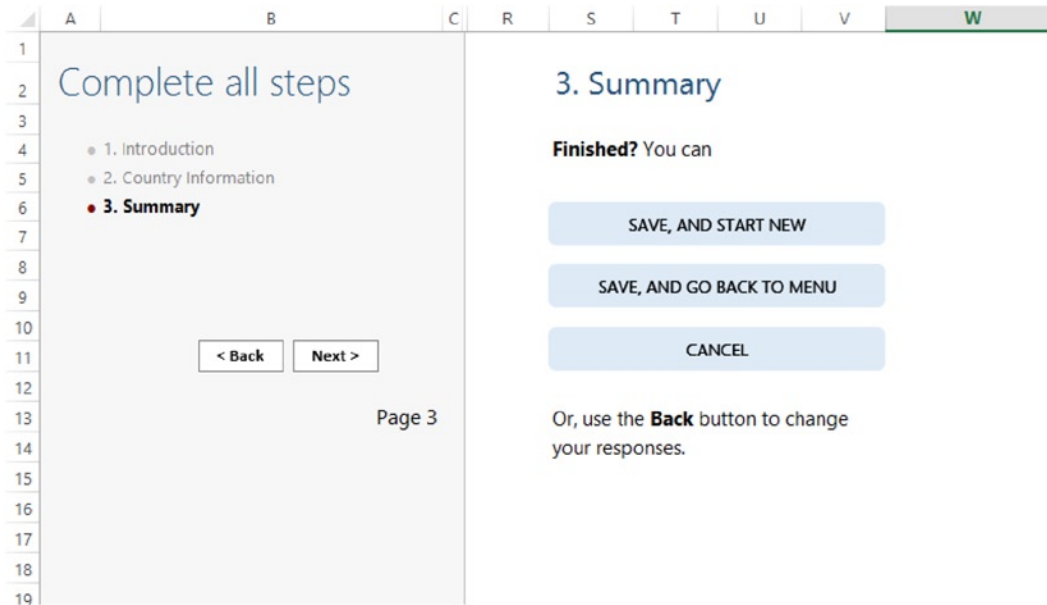 A B C R S T U V W
1
2 Complete all steps 3. Summary
3
4 1. Introduction Finished? You can
5 2. Country Information
6 3. Summary
7 SAVE, AND START NEW
8
9 SAVE, AND GO BACK TO MENU
10
11 < Back Next > CANCEL
12
13 Page 3 Or, use the Back button to change
14 your responses.
15
16
17
18
19